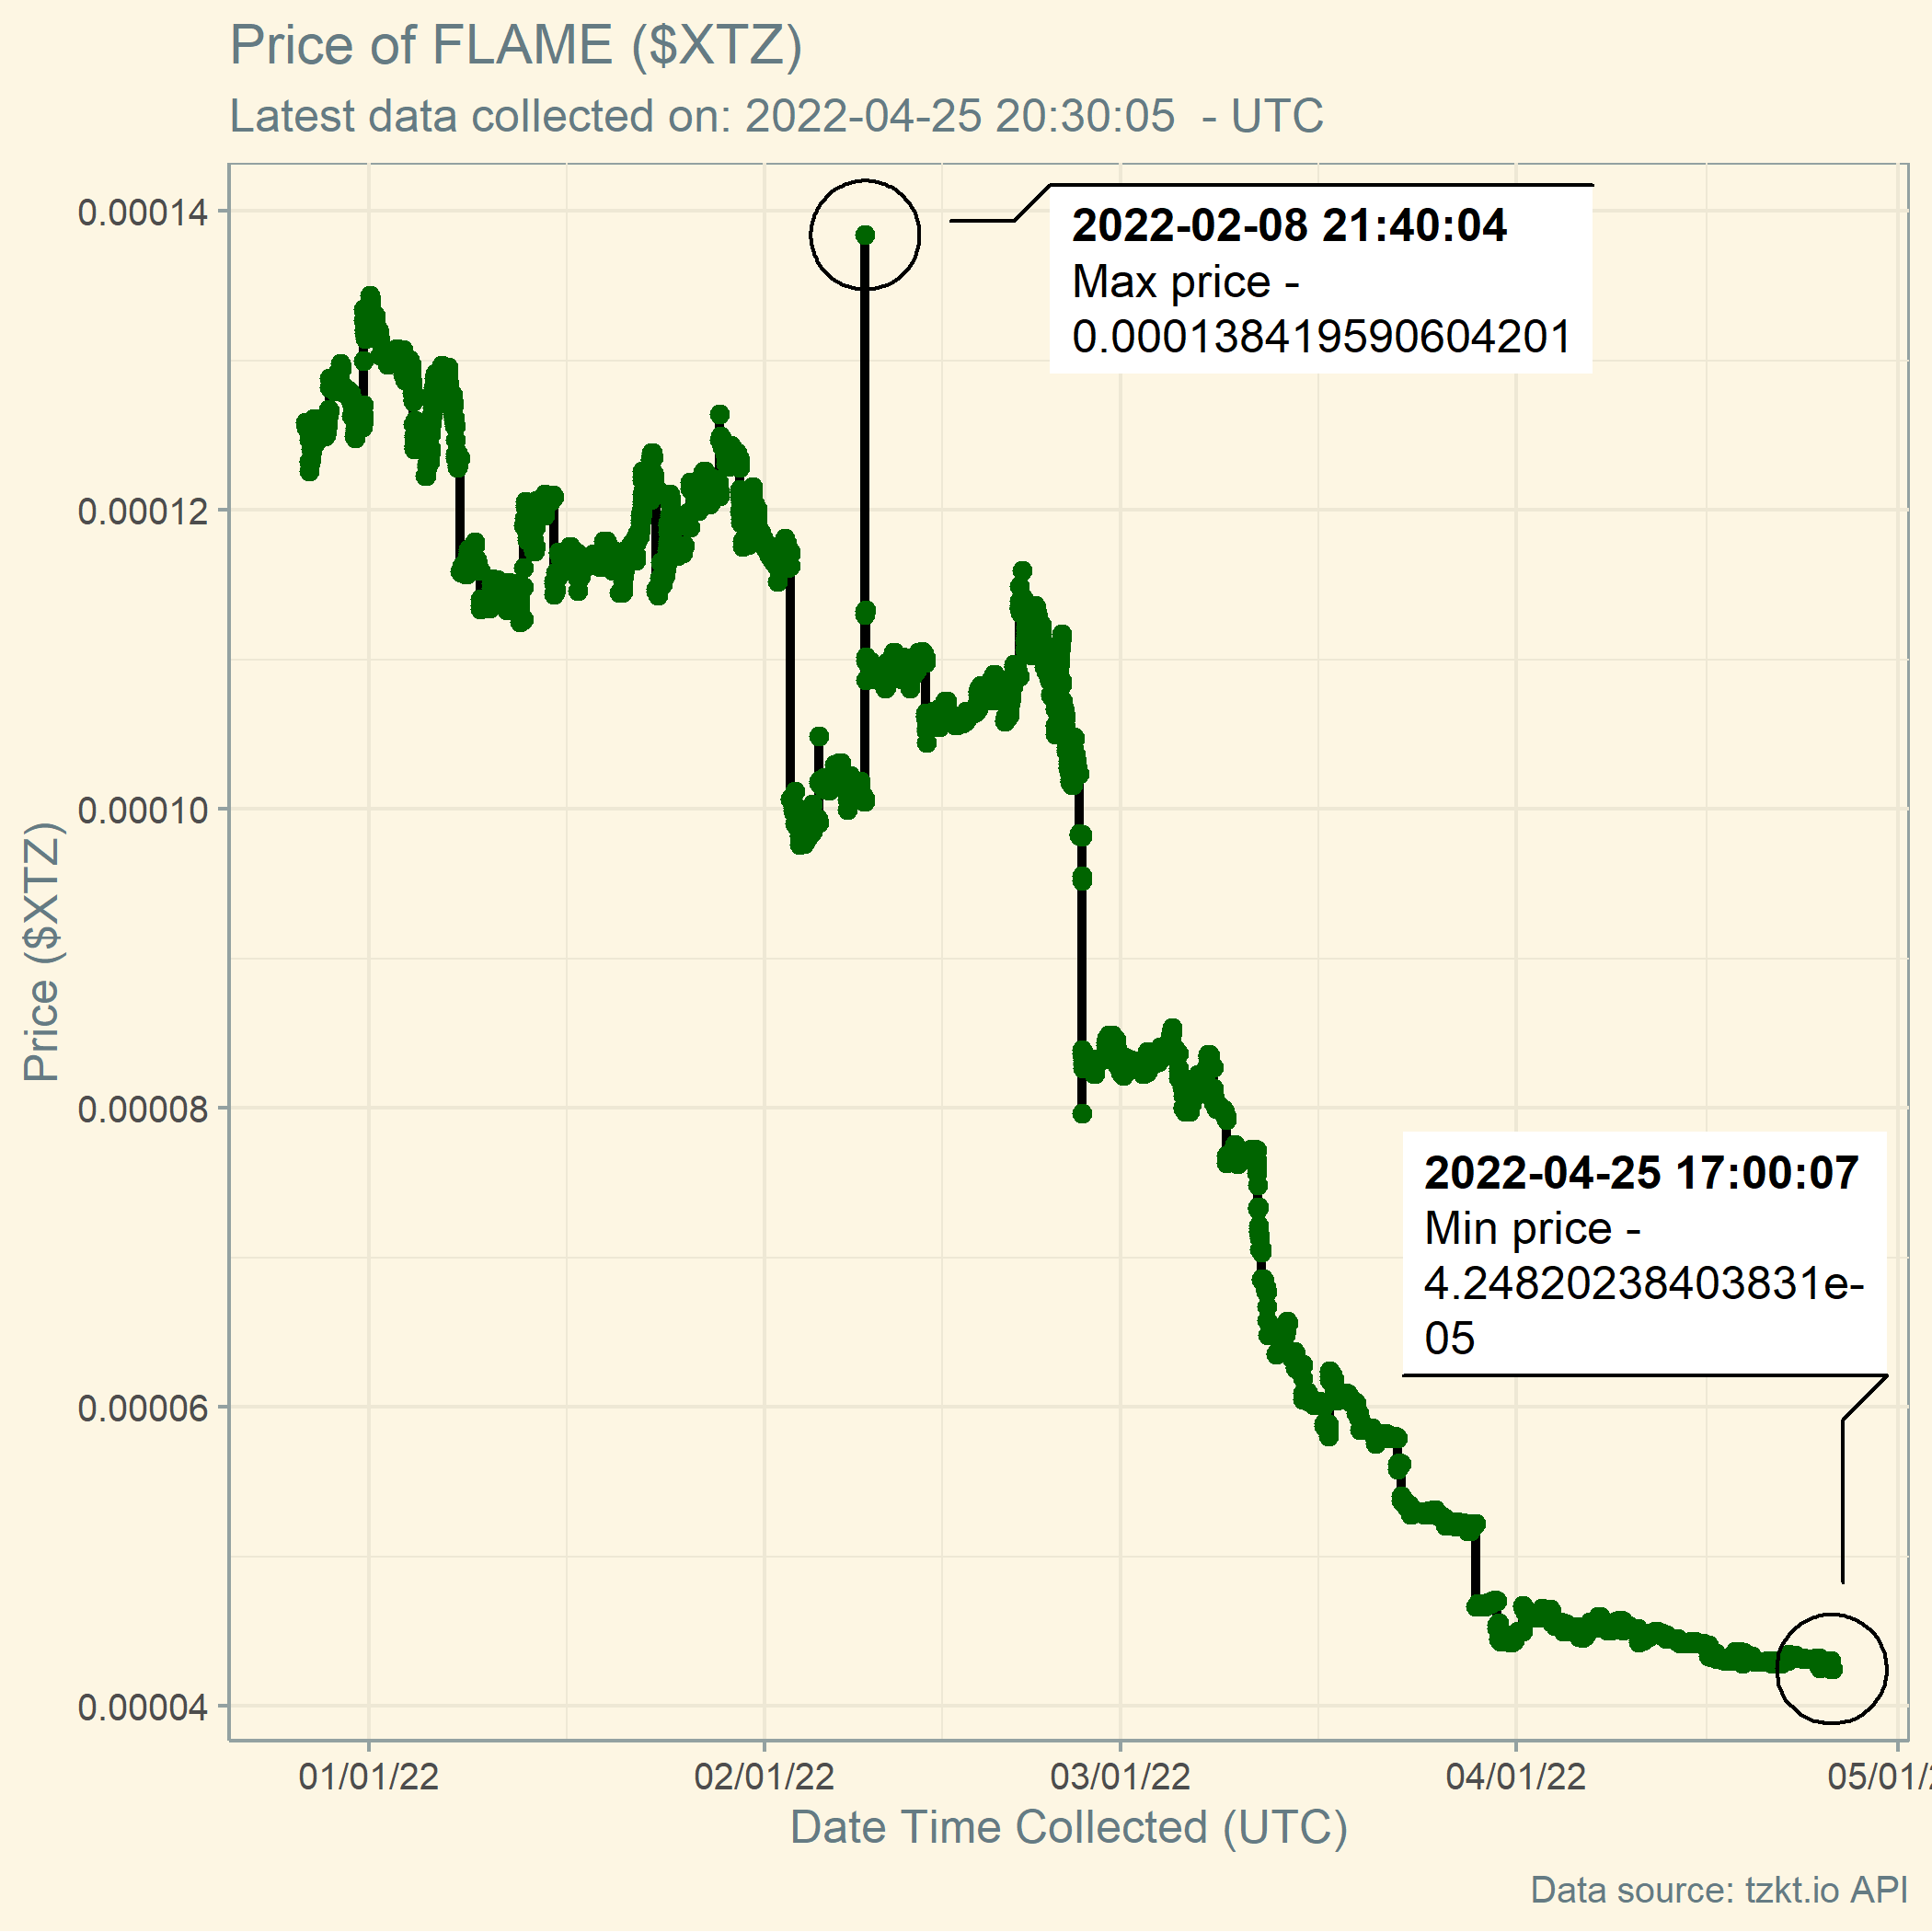 Price of FLAME ($XTZ)
Latest data collected on: 2022-04-25 20:30:05  - UTC
0.00014
0.00012
0.00010
0.00008
0.00006
0.00004
Price ($XTZ)
2022-02-08 21:40:04
Max price -
0.000138419590604201
2022-04-25 17:00:07
Min price -
4.24820238403831e-
05
01/01/22
02/01/22
03/01/22
04/01/22
Date Time Collected (UTC)
Data source: tzkt.io API